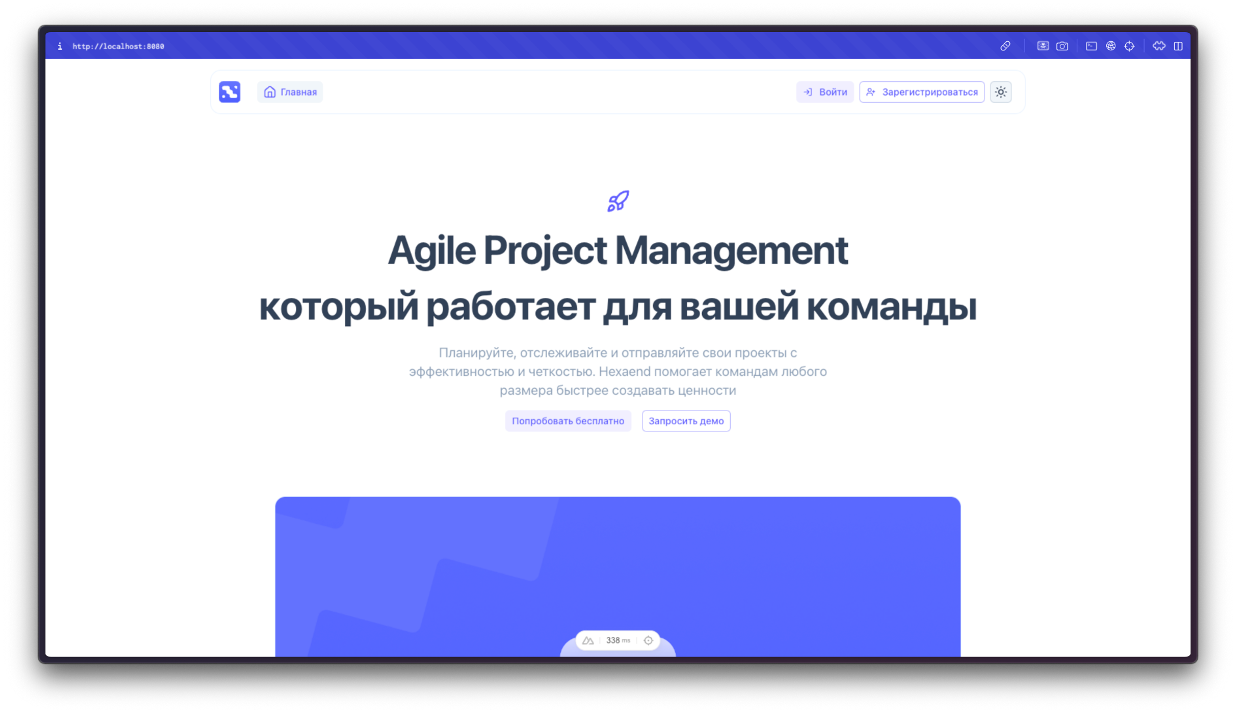 http://localhost:8080
Главная
Войти
Зарегистрироваться
Agile Project Management
который работает для вашей команды
Планируйте, отслеживайте и отправляйте свои проекты с
эффективностью и четкостью. Hexaend помогает командам любого
размера быстрее создавать ценности
Попробовать бесплатно
Запросить демо
338 ms